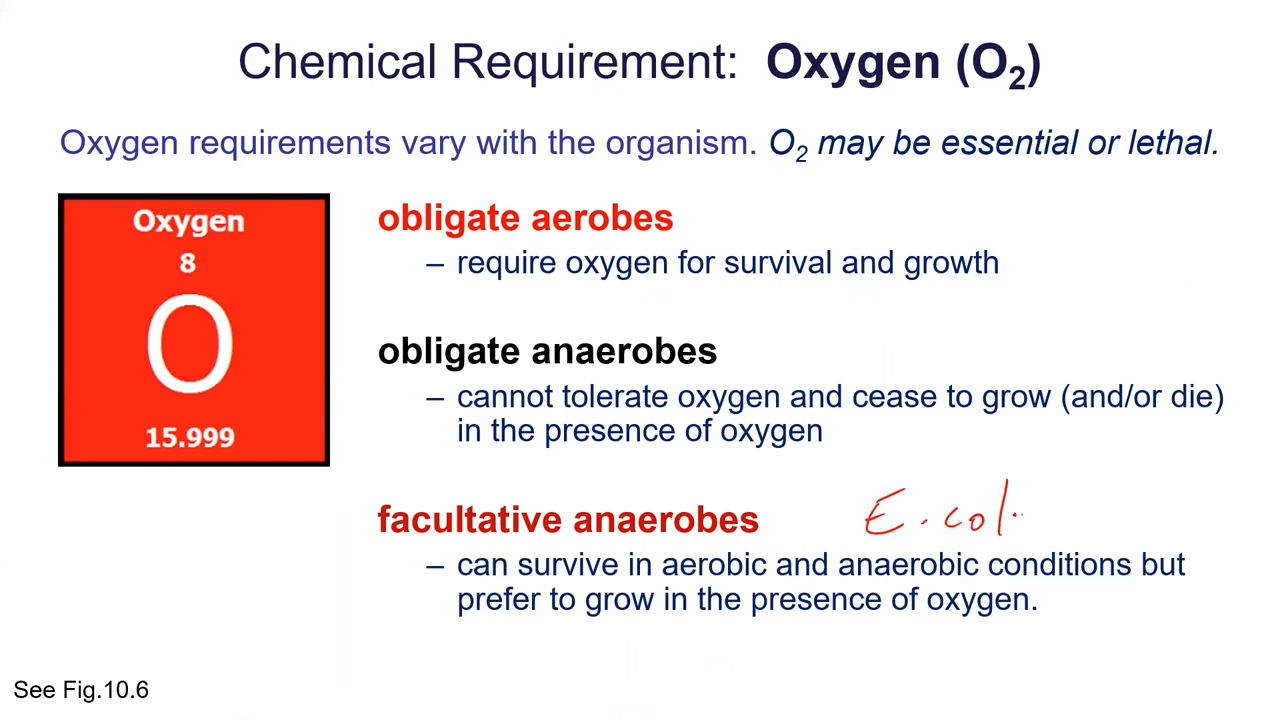 Chemical Requirement: Oxygen (O₂)
Oxygen requirements vary with the organism. O₂ may be essential or lethal.
Oxygen
8
O
15.999
obligate aerobes
– require oxygen for survival and growth
obligate anaerobes
– cannot tolerate oxygen and cease to grow (and/or die)
in the presence of oxygen
facultative anaerobes E. col.
– can survive in aerobic and anaerobic conditions but
prefer to grow in the presence of oxygen.
See Fig.10.6